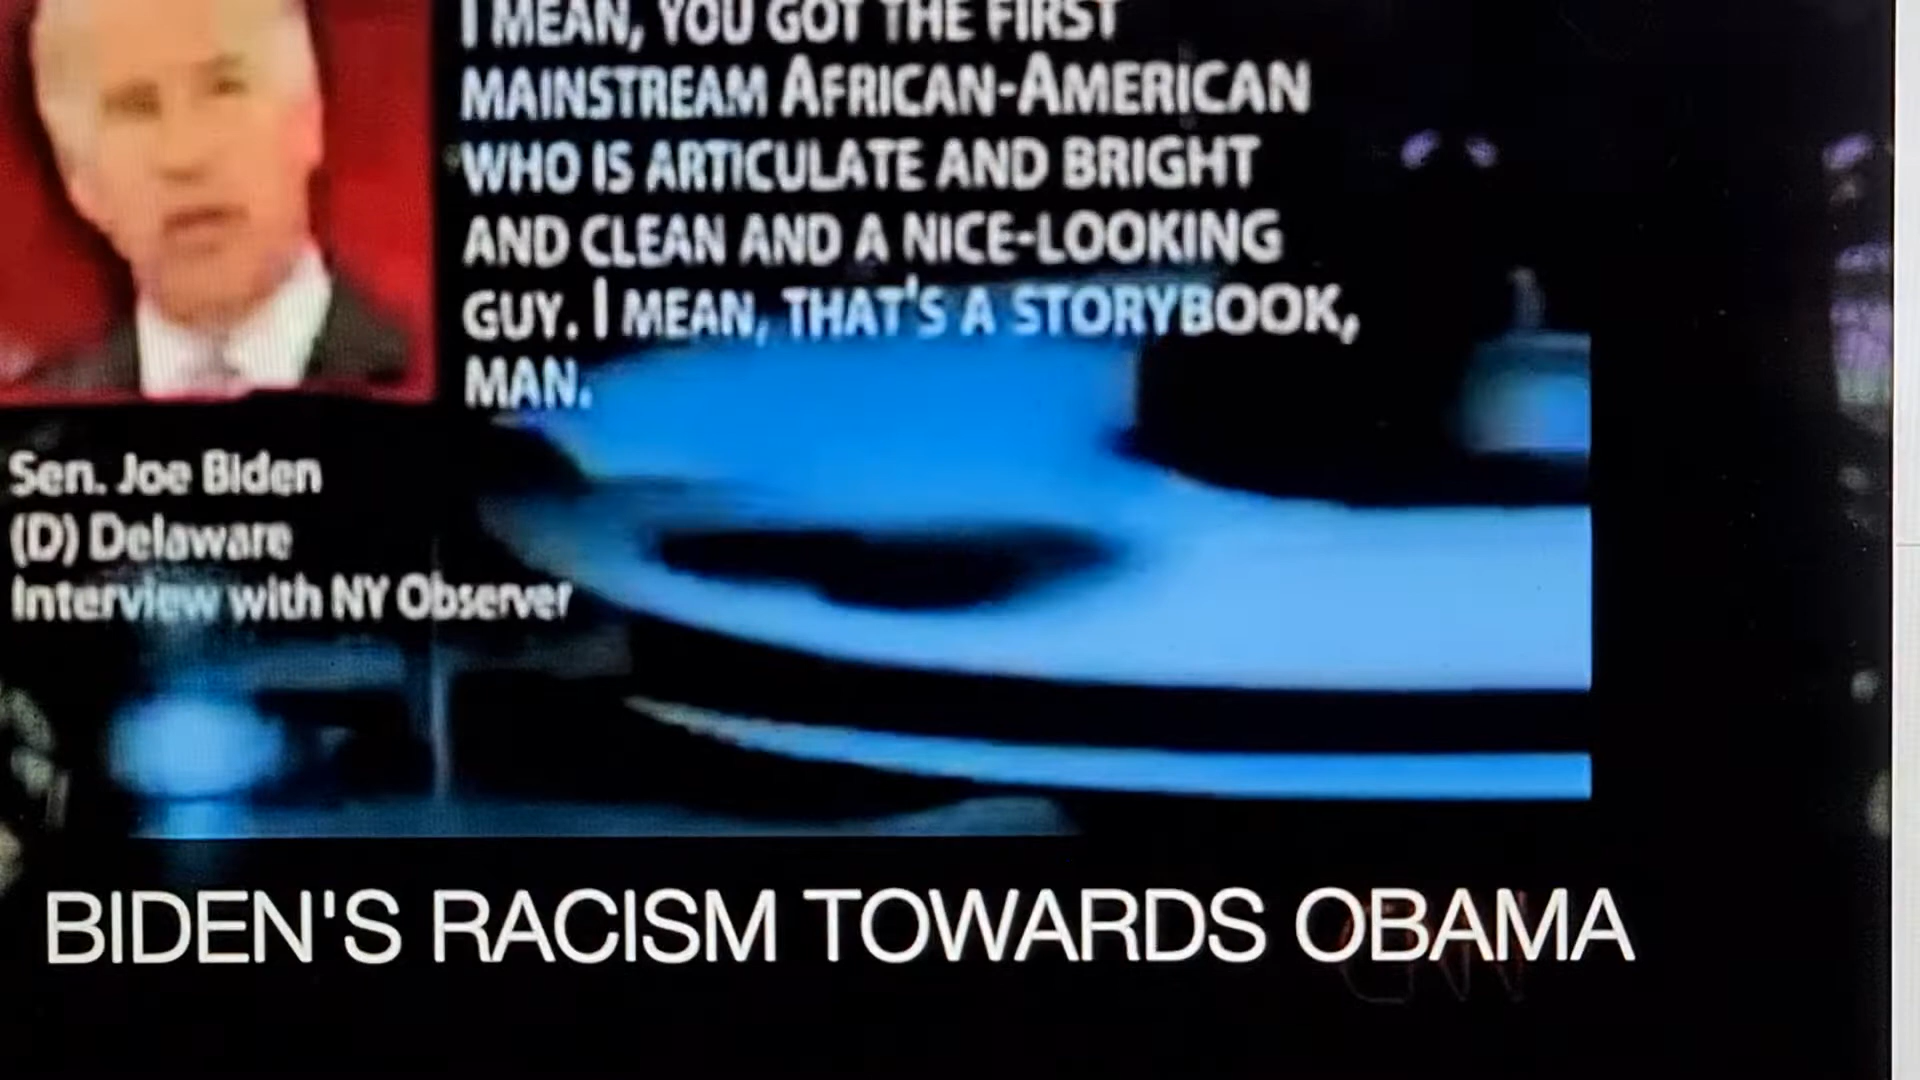 I MEAN, YOU GOT THE FIRST
MAINSTREAM AFRICAN-AMERICAN
WHO IS ARTICULATE AND BRIGHT
AND CLEAN AND A NICE-LOOKING
GUY. I MEAN, THAT'S A STORYBOOK,
MAN.
Sen. Joe Biden
(D) Delaware
Interview with NY Observer
BIDEN'S RACISM TOWARDS OBAMA